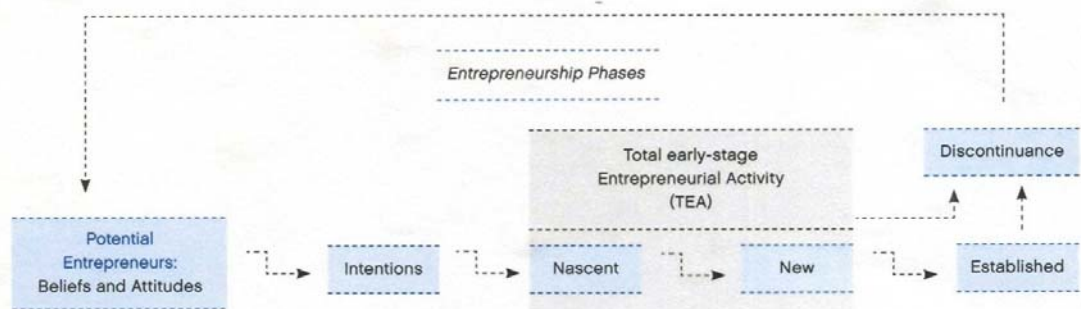 Entrepreneurship Phases
Total early-stage
Entrepreneurial Activity
(TEA)
Discontinuance
Potential
Entrepreneurs:
Beliefs and Attitudes
Intentions
Nascent
New
Established